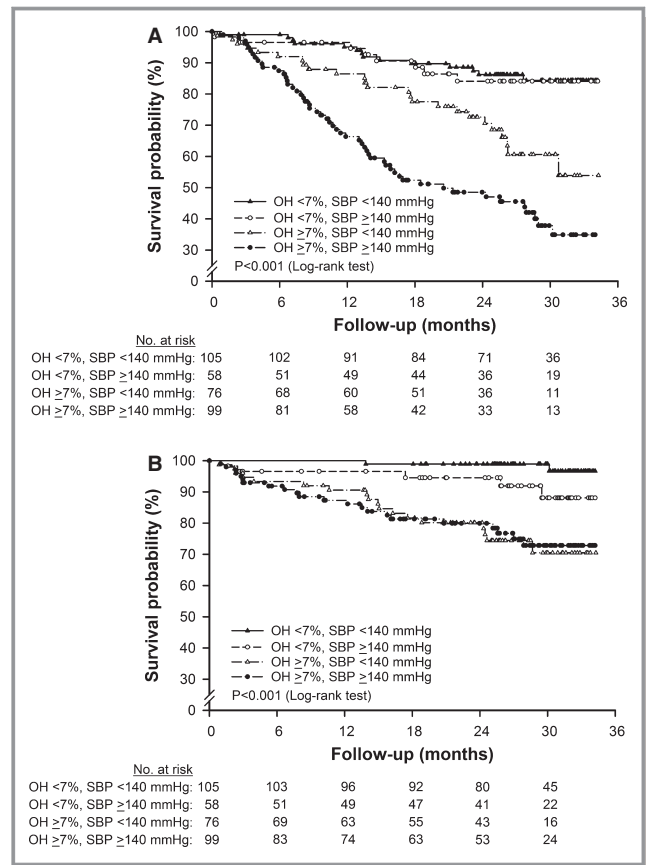 A
Survival probability (%)
100
90
80
70
60
50
40
30
0
OH <7%, SBP <140 mmHg
OH <7%, SBP ≥140 mmHg
OH ≥7%, SBP <140 mmHg
OH ≥7%, SBP ≥140 mmHg
P<0.001 (Log-rank test)
0 6 12 18 24 30 36
Follow-up (months)
No. at risk
OH <7%, SBP <140 mmHg: 105 102 91 84 71 36
OH <7%, SBP ≥140 mmHg: 58 51 49 44 36 19
OH ≥7%, SBP <140 mmHg: 76 68 60 51 36 11
OH ≥7%, SBP ≥140 mmHg: 99 81 58 42 33 13
B
Survival probability (%)
100
90
80
70
60
50
40
30
0
OH <7%, SBP <140 mmHg
OH <7%, SBP ≥140 mmHg
OH ≥7%, SBP <140 mmHg
OH ≥7%, SBP ≥140 mmHg
P<0.001 (Log-rank test)
0 6 12 18 24 30 36
Follow-up (months)
No. at risk
OH <7%, SBP <140 mmHg: 105 103 96 92 80 45
OH <7%, SBP ≥140 mmHg: 58 51 49 47 41 22
OH ≥7%, SBP <140 mmHg: 76 69 63 55 43 16
OH ≥7%, SBP ≥140 mmHg: 99 83 74 63 53 24